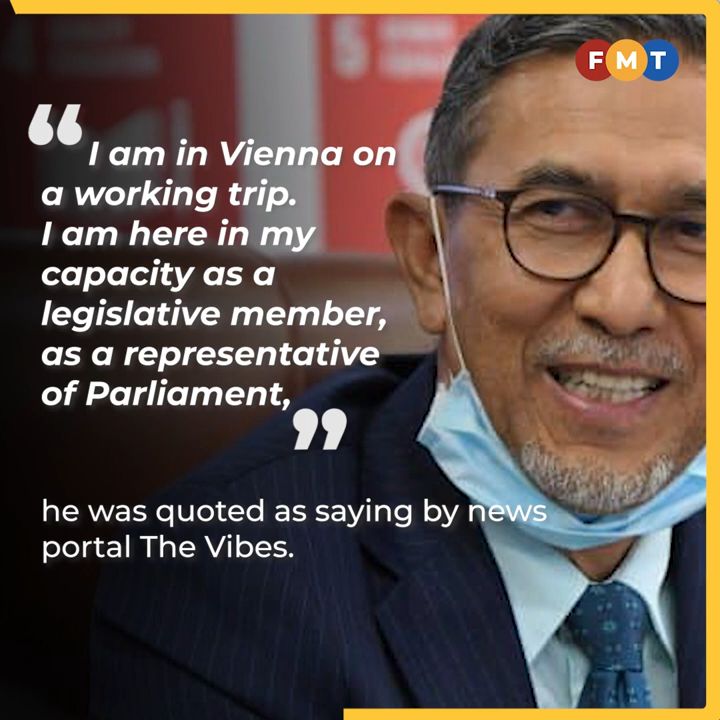 FMT
“ I am in Vienna on
a working trip.
I am here in my
capacity as a
legislative member,
as a representative
of Parliament, ”
he was quoted as saying by news
portal The Vibes.